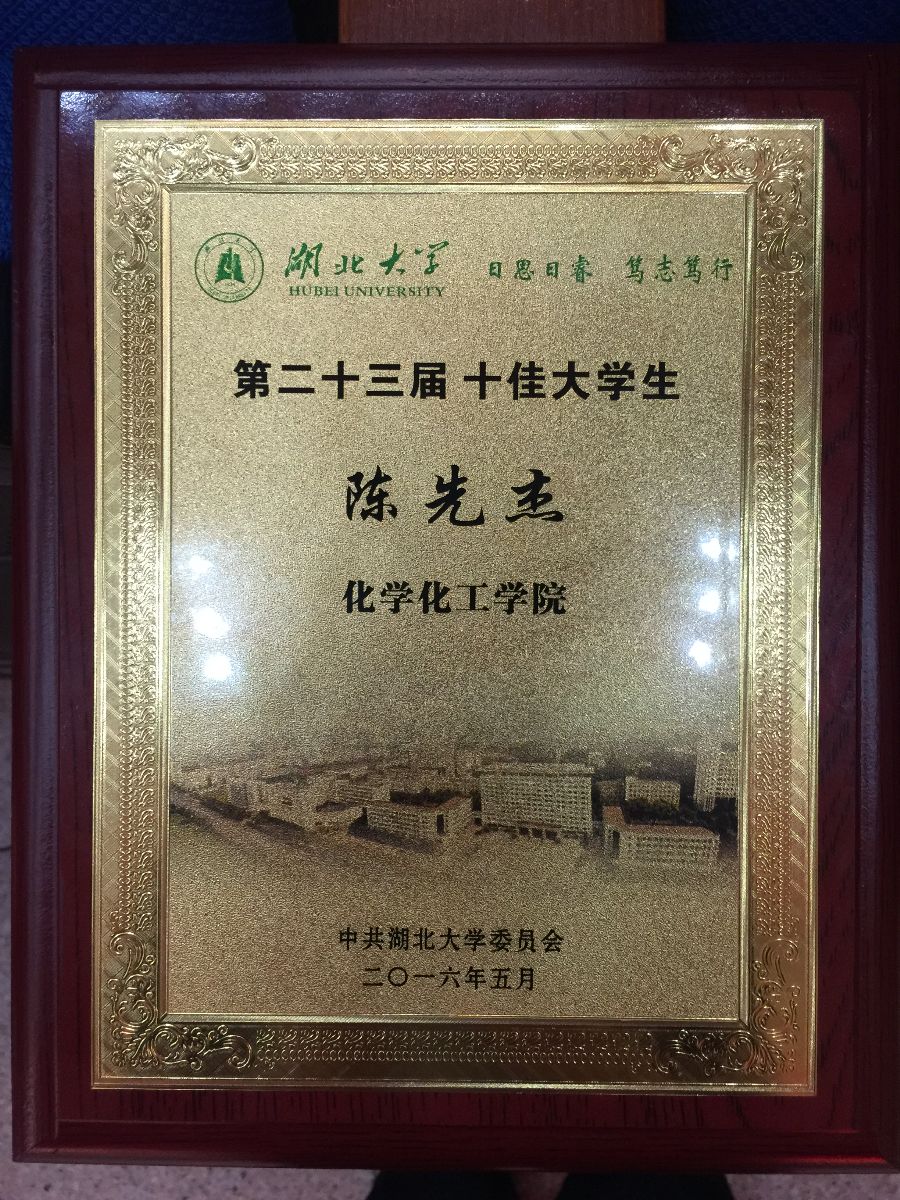 湖北大学 日思日睿 笃志笃行
HUBEI UNIVERSITY
第二十三届 十佳大学生
陈先杰
化学化工学院
中共湖北大学委员会
二〇一六年五月